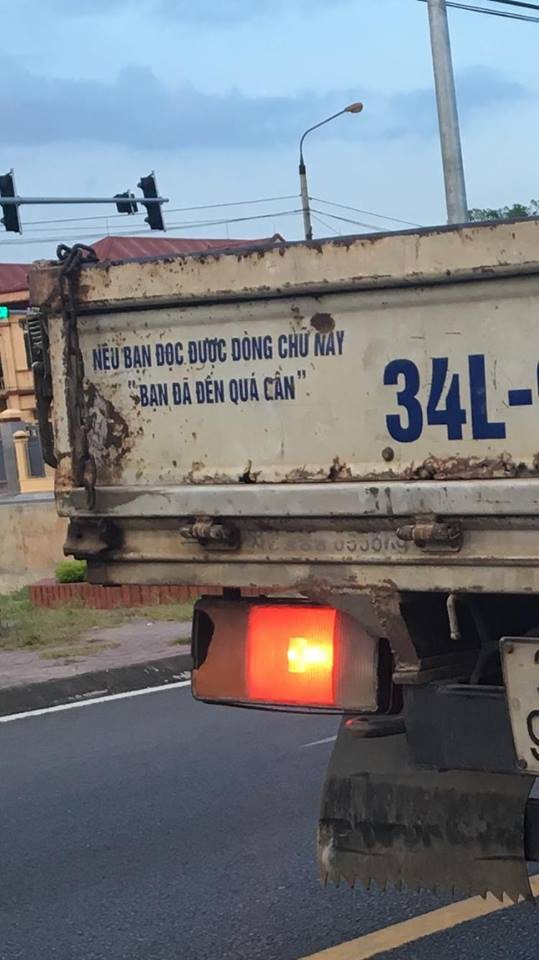 NẾU BẠN ĐỌC ĐƯỢC DÒNG CHỮ NÀY
"BẠN ĐÃ ĐẾN QUÁ GẦN"
34L-